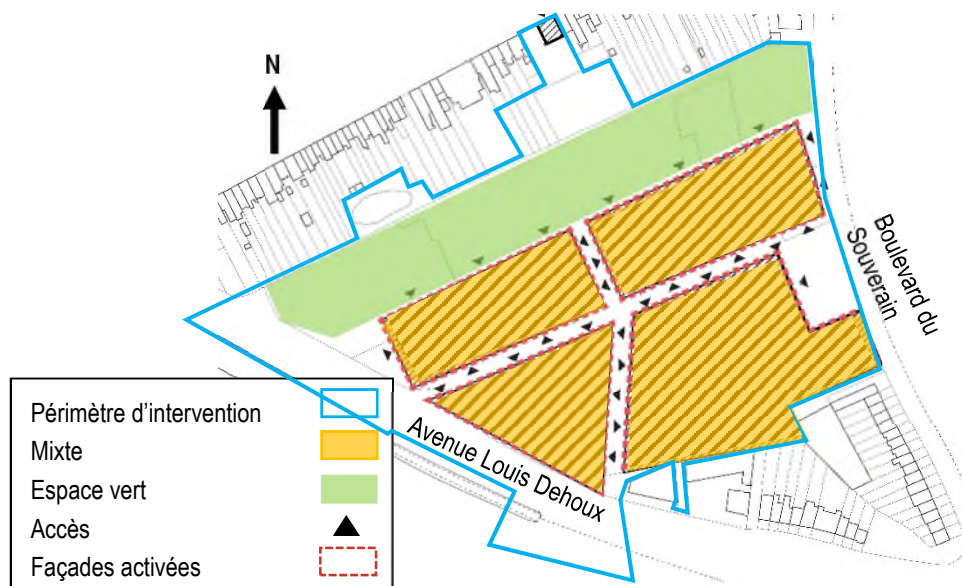 N
Boulevard du
Souverain
Avenue Louis Dehoux
Périmètre d'intervention
Mixte
Espace vert
Accès
Façades activées